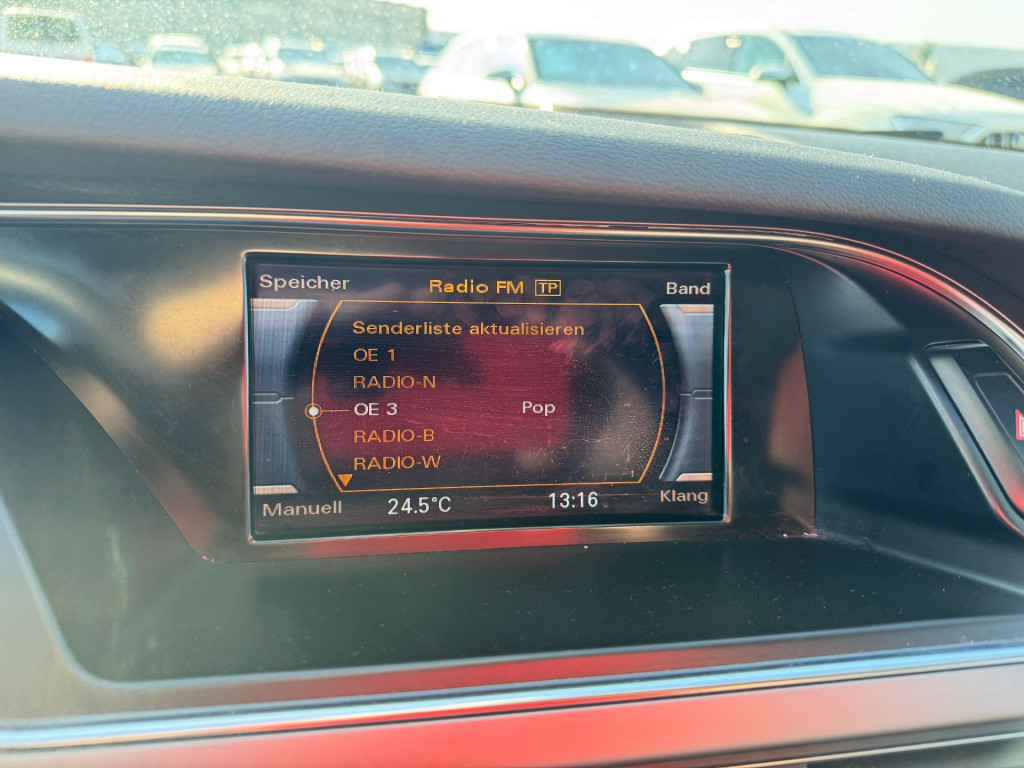 Speicher
Radio FM TP
Band
Senderliste aktualisieren
OE 1
RADIO-N
OE 3 Pop
RADIO-B
RADIO-W
Manuell
24.5°C
13:16
Klang